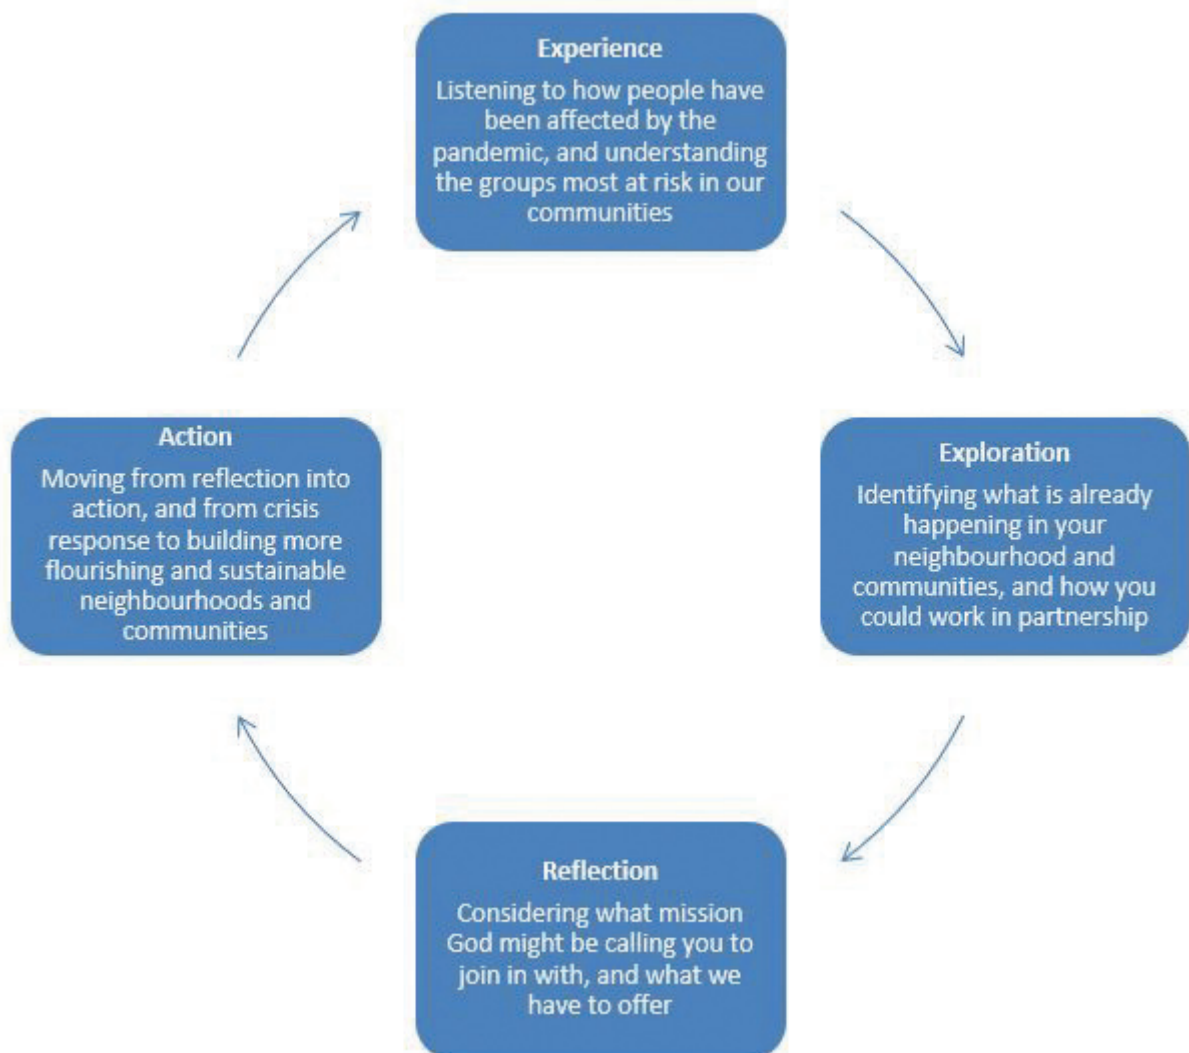 Experience
Listening to how people have
been affected by the
pandemic, and understanding
the groups most at risk in our
communities
Exploration
Identifying what is already
happening in your
neighbourhood and
communities, and how you
could work in partnership
Reflection
Considering what mission
God might be calling you to
join in with, and what we
have to offer
Action
Moving from reflection into
action, and from crisis
response to building more
flourishing and sustainable
neighbourhoods and
communities